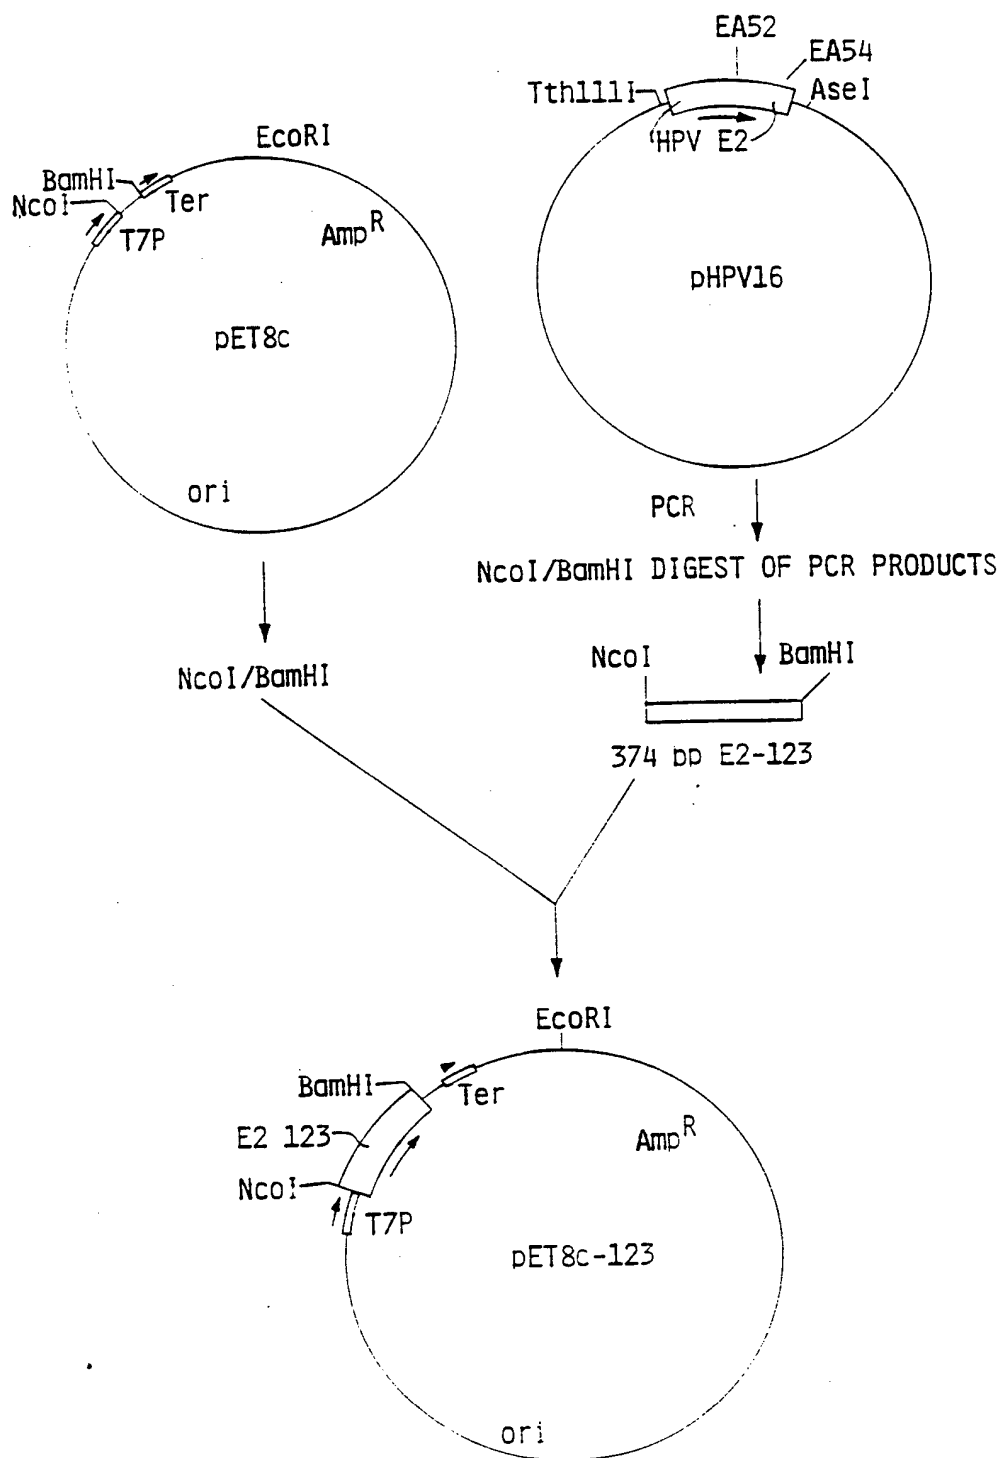 EA52
EA54
Tth111I
AseI
HPV E2
EcoRI
BamHI
NcoI
Ter
T7P
Amp^R
pHPV16
pET8c
ori
PCR
NcoI/BamHI DIGEST OF PCR PRODUCTS
NcoI/BamHI
NcoI
BamHI
374 bp E2-123
EcoRI
BamHI
Ter
E2 123
Amp^R
NcoI
T7P
pET8c-123
ori